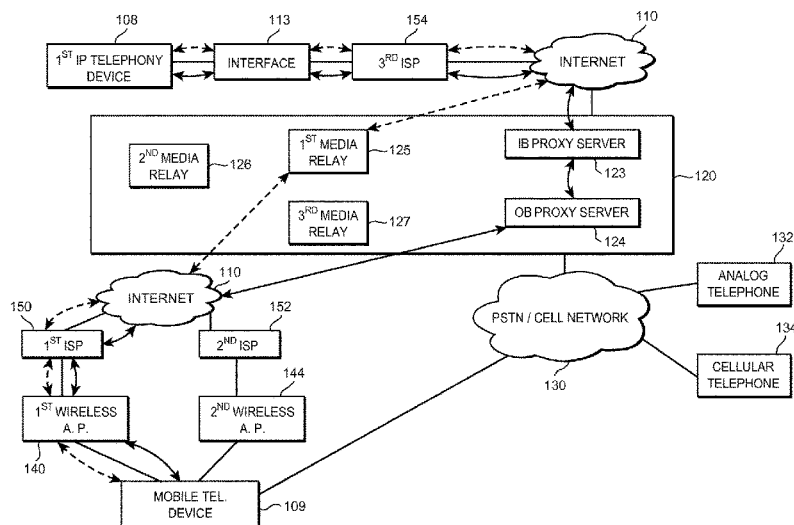 108
113
154
110
1ST IP TELEPHONY
DEVICE
INTERFACE
3RD ISP
INTERNET
2ND MEDIA
RELAY
126
1ST MEDIA
RELAY
125
IB PROXY SERVER
123
120
3RD MEDIA
RELAY
127
OB PROXY SERVER
124
INTERNET
110
150
1ST ISP
152
2ND ISP
PSTN / CELL NETWORK
130
132
ANALOG
TELEPHONE
134
CELLULAR
TELEPHONE
144
1ST WIRELESS
A. P.
140
2ND WIRELESS
A. P.
MOBILE TEL.
DEVICE
109